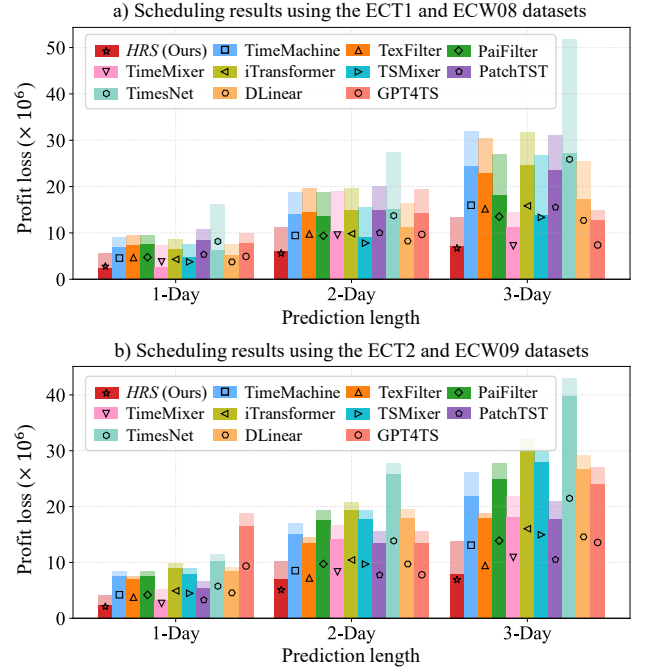 a) Scheduling results using the ECT1 and ECW08 datasets
Profit loss (× 10⁶)
50
40
30
20
10
0
HRS (Ours)
TimeMachine
TexFilter
PaiFilter
TimeMixer
iTransformer
TSMixer
PatchTST
TimesNet
DLinear
GPT4TS
1-Day
2-Day
3-Day
Prediction length
b) Scheduling results using the ECT2 and ECW09 datasets
Profit loss (× 10⁶)
40
30
20
10
0
HRS (Ours)
TimeMachine
TexFilter
PaiFilter
TimeMixer
iTransformer
TSMixer
PatchTST
TimesNet
DLinear
GPT4TS
1-Day
2-Day
3-Day
Prediction length